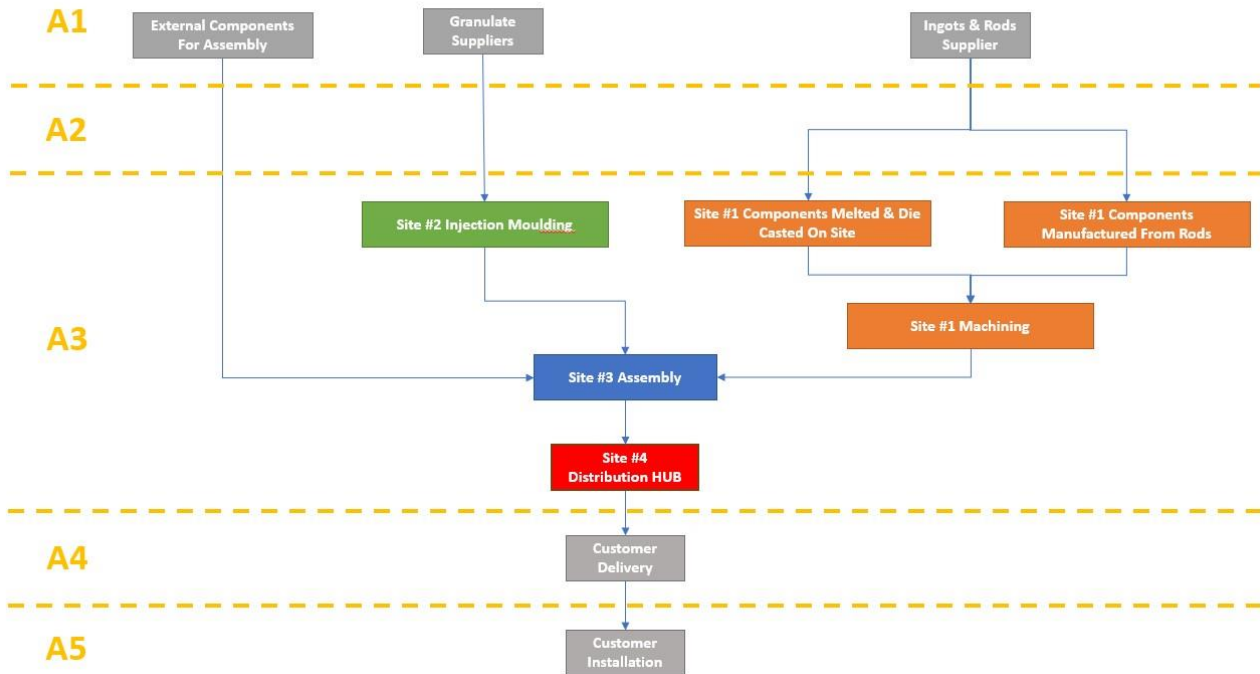 A1
External Components
For Assembly
Granulate
Suppliers
Ingots & Rods
Supplier
A2
A3
Site #2 Injection Moulding
Site #1 Components Melted & Die
Casted On Site
Site #1 Components
Manufactured From Rods
Site #1 Machining
Site #3 Assembly
Site #4
Distribution HUB
A4
Customer
Delivery
A5
Customer
Installation